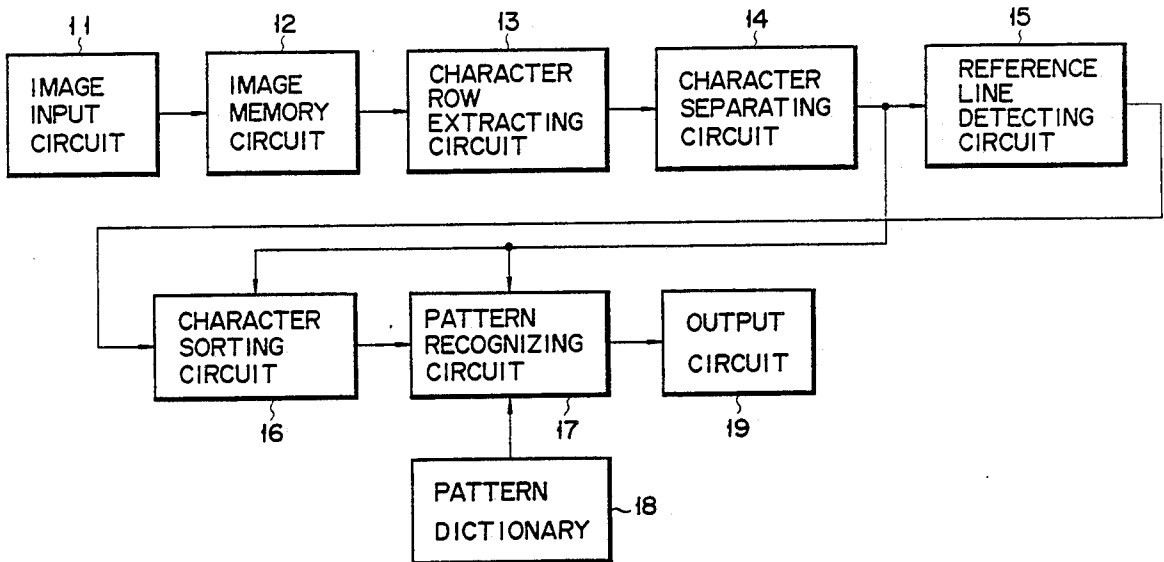 11
IMAGE
INPUT
CIRCUIT
12
IMAGE
MEMORY
CIRCUIT
13
CHARACTER
ROW
EXTRACTING
CIRCUIT
14
CHARACTER
SEPARATING
CIRCUIT
15
REFERENCE
LINE
DETECTING
CIRCUIT
CHARACTER
SORTING
CIRCUIT
16
PATTERN
RECOGNIZING
CIRCUIT
17
OUTPUT
CIRCUIT
19
PATTERN
DICTIONARY
18